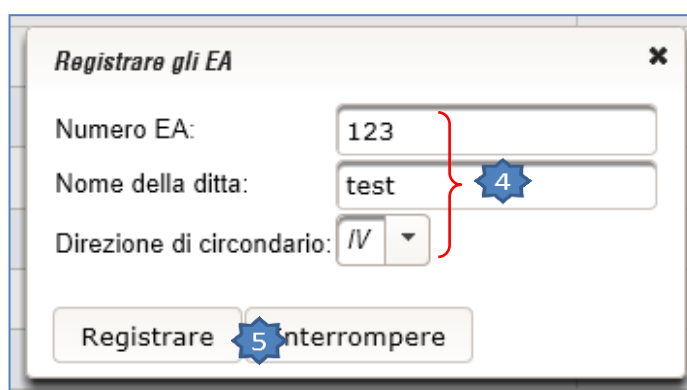 Registrare gli EA ✖
Numero EA: 123
Nome della ditta: test 4
Direzione di circondario: IV
Registrare 5 nterrompere